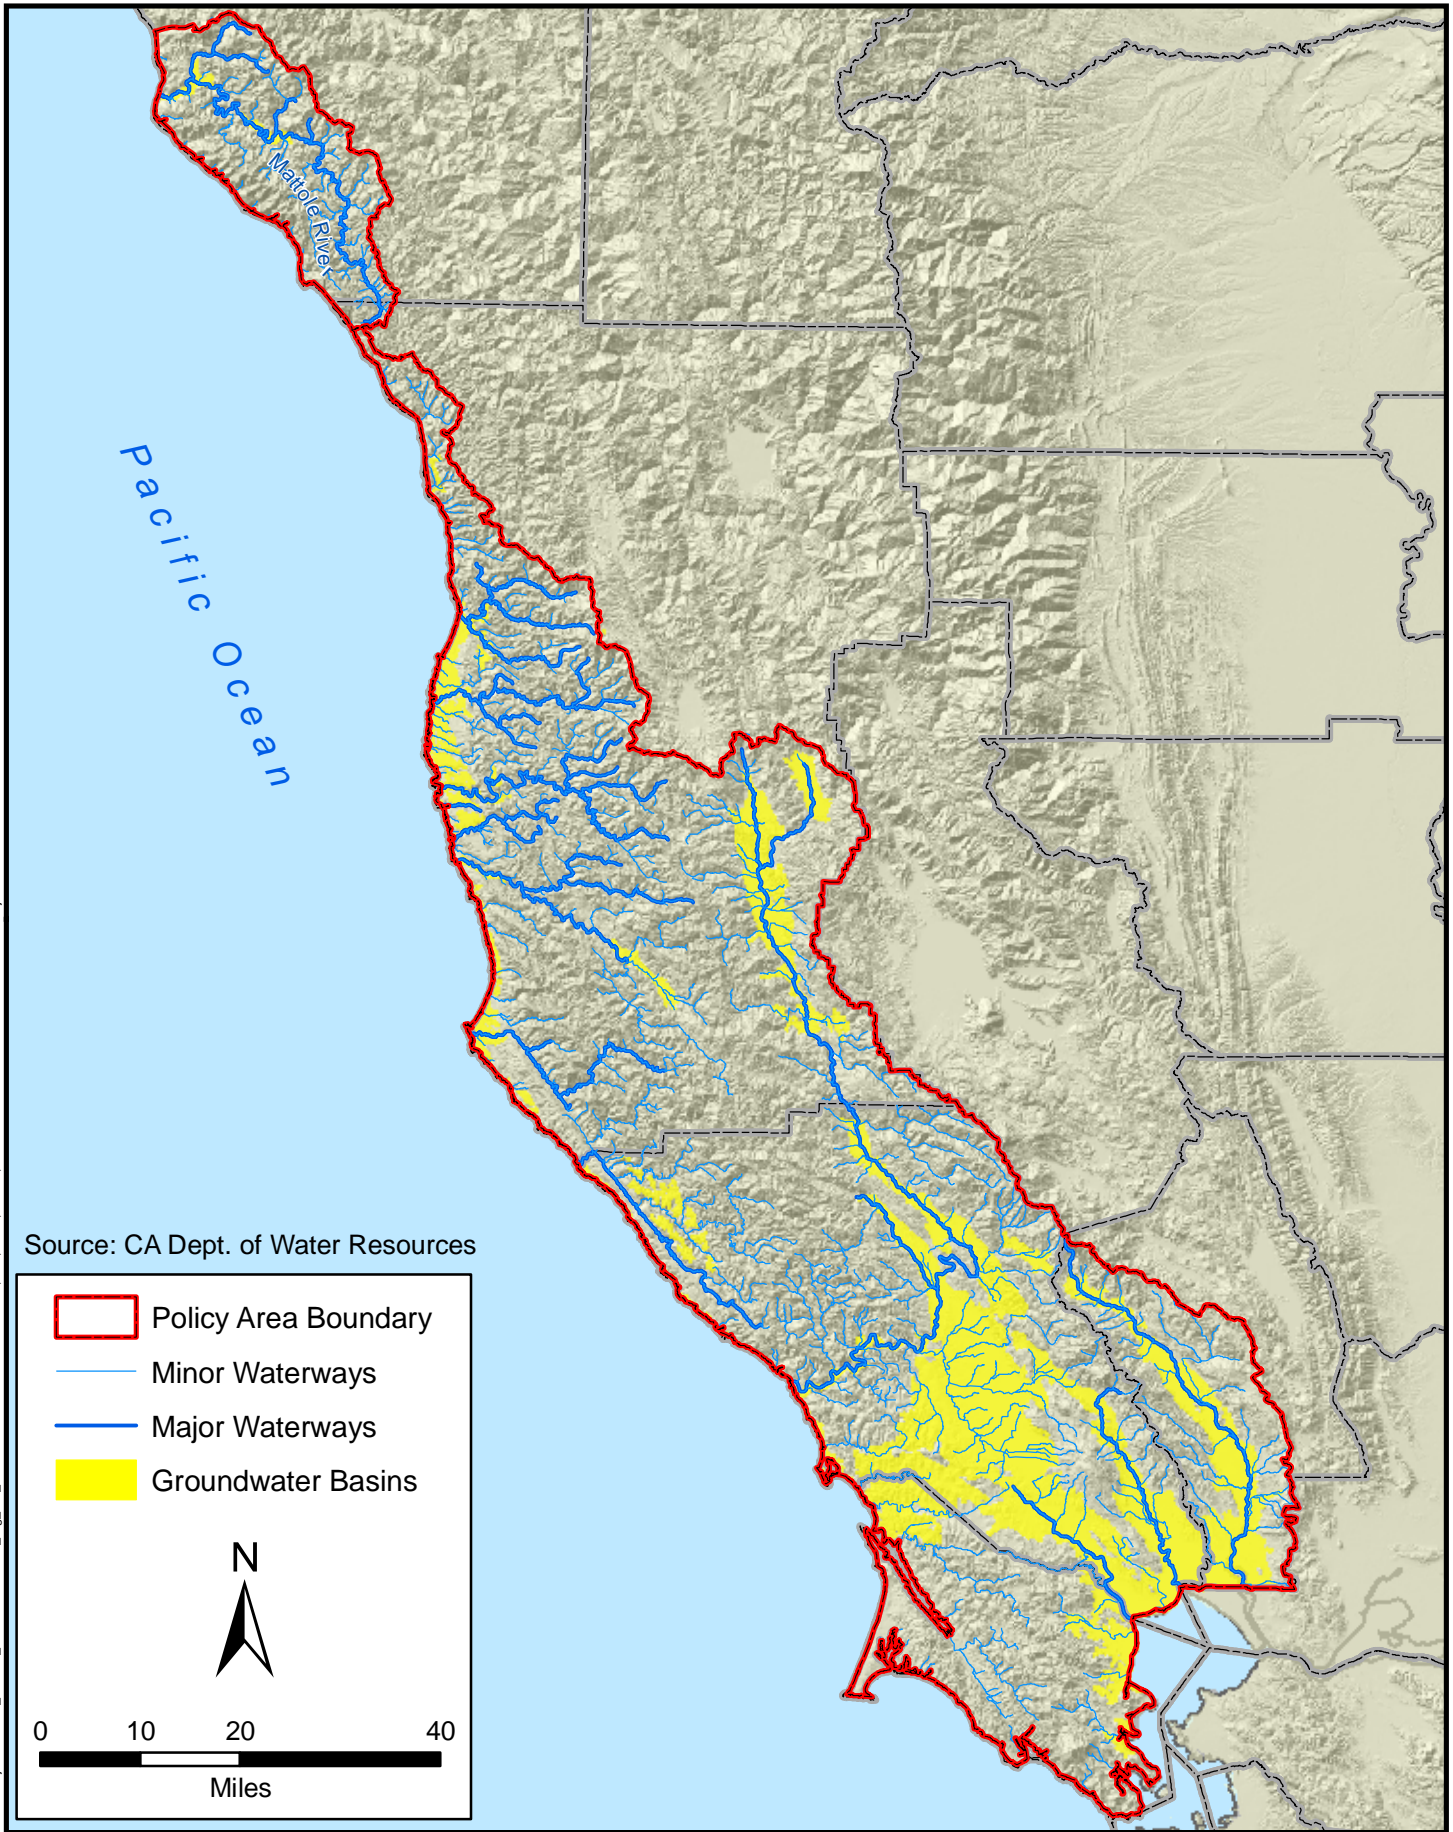 Mattole River
Pacific Ocean
Source: CA Dept. of Water Resources
Policy Area Boundary
Minor Waterways
Major Waterways
Groundwater Basins
N
0 10 20 40
Miles